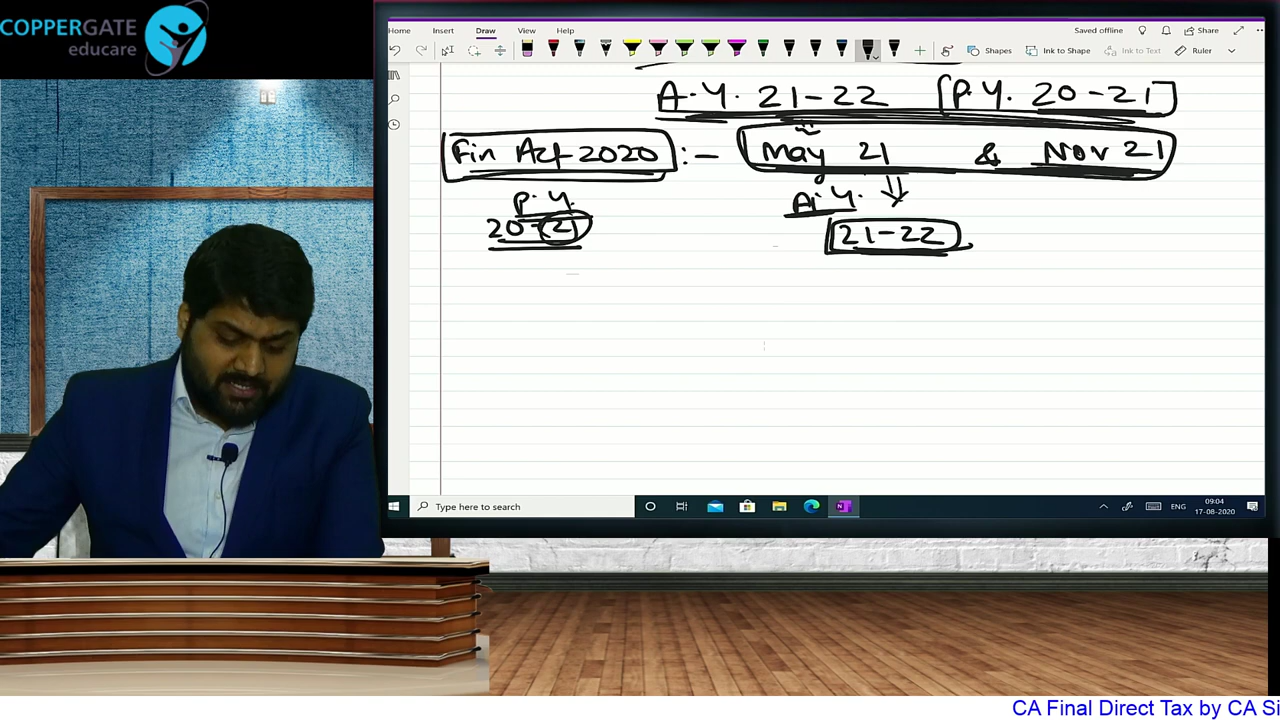 COPPERGATE
educare
Home Insert Draw View Help
Saved offline
Share
Shapes
Ink to Shape
Ink to Text
Ruler
A.Y. 21-22 [P.Y. 20-21]
Fin Act 2020 :- May 21 & Nov 21
P.Y. A.Y.
20-21 21-22
Type here to search
ENG
09:04
17-08-2020
CA Final Direct Tax by CA Si